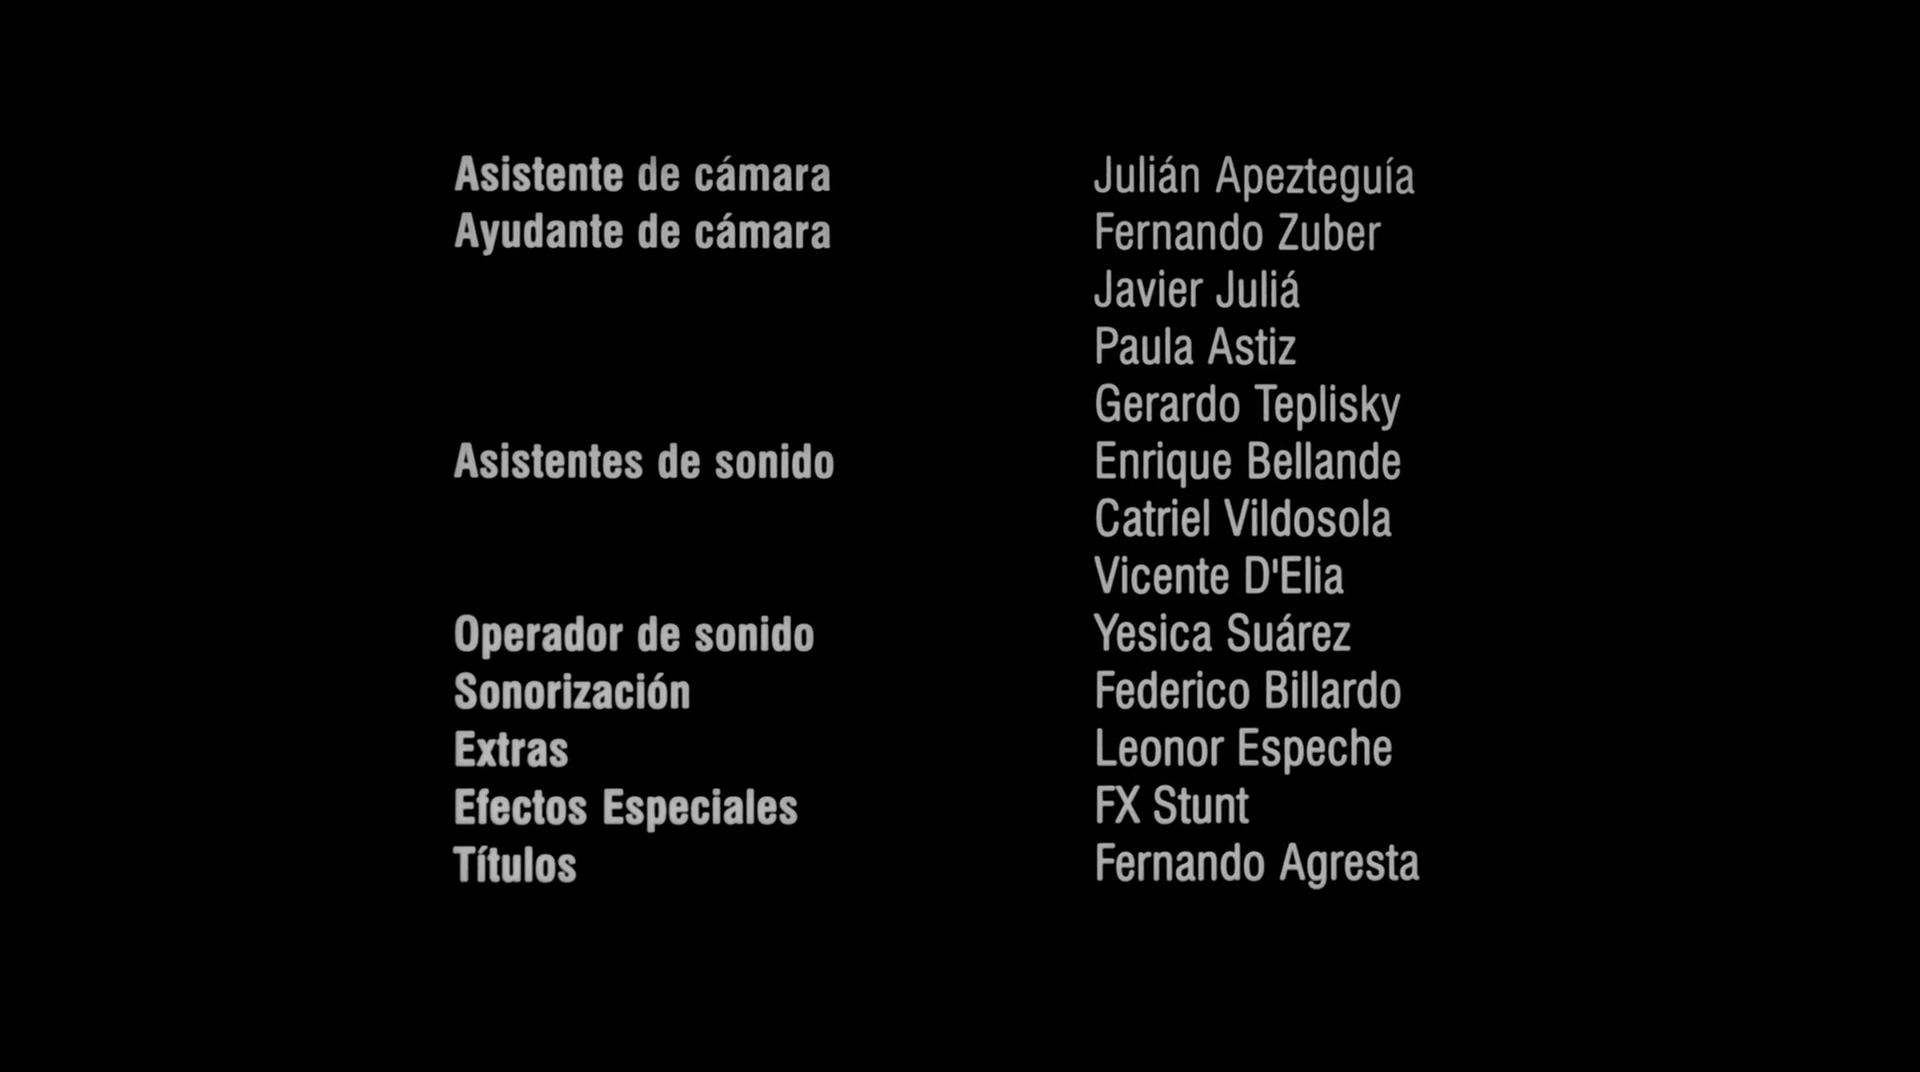 Asistente de cámara Julián Apezteguía
Ayudante de cámara Fernando Zuber
Javier Juliá
Paula Astiz
Gerardo Teplisky
Asistentes de sonido Enrique Bellande
Catriel Vildosola
Vicente D'Elia
Operador de sonido Yesica Suárez
Sonorización Federico Billardo
Extras Leonor Espeche
Efectos Especiales FX Stunt
Títulos Fernando Agresta